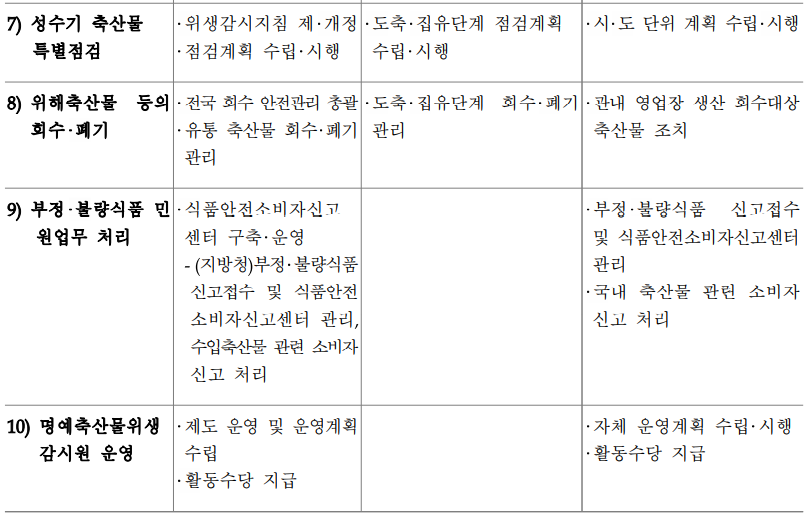 7) 성수기 축산물
특별점검
·위생감시지침 제·개정
·점검계획 수립·시행
·도축·집유단계 점검계획
수립·시행
·시·도 단위 계획 수립·시행
8) 위해축산물 등의
회수·폐기
·전국 회수 안전관리 총괄
·유통 축산물 회수·폐기
관리
·도축·집유단계 회수·폐기
관리
·관내 영업장 생산 회수대상
축산물 조치
9) 부정·불량식품 민
원업무 처리
·식품안전소비자신고
센터 구축·운영
- (지방청)부정·불량식품
신고접수 및 식품안전
소비자신고센터 관리,
수입축산물 관련 소비자
신고 처리
·부정·불량식품 신고접수
및 식품안전소비자신고센터
관리
·국내 축산물 관련 소비자
신고 처리
10) 명예축산물위생
감시원 운영
·제도 운영 및 운영계획
수립
·활동수당 지급
·자체 운영계획 수립·시행
·활동수당 지급